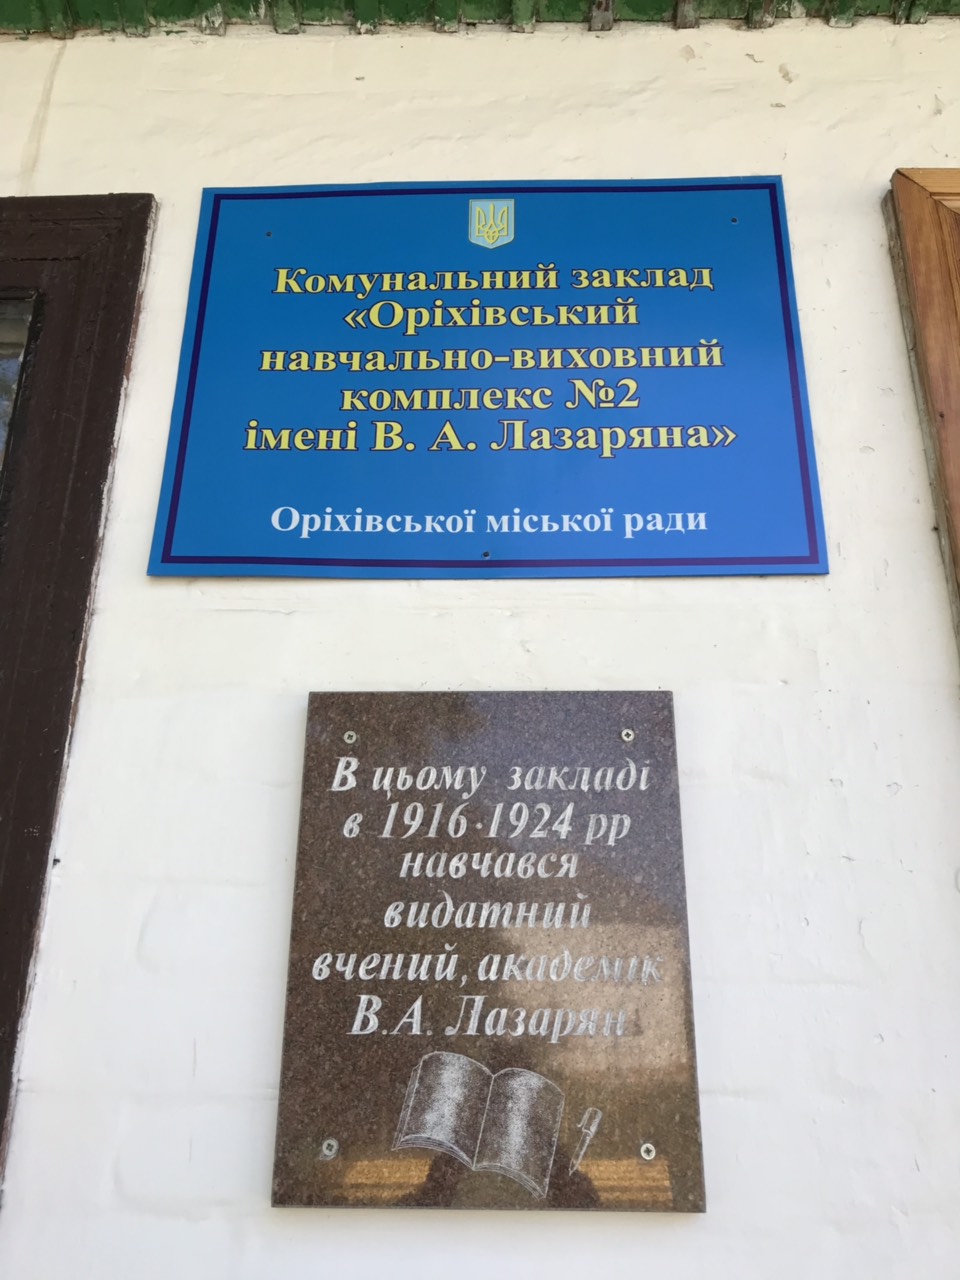 Комунальний заклад
«Оріхівський
навчально-виховний
комплекс №2
імені В. А. Лазаряна»
Оріхівської міської ради
В цьому закладі
в 1916-1924 рр
навчався
видатний
вчений, академік
В.А. Лазарян